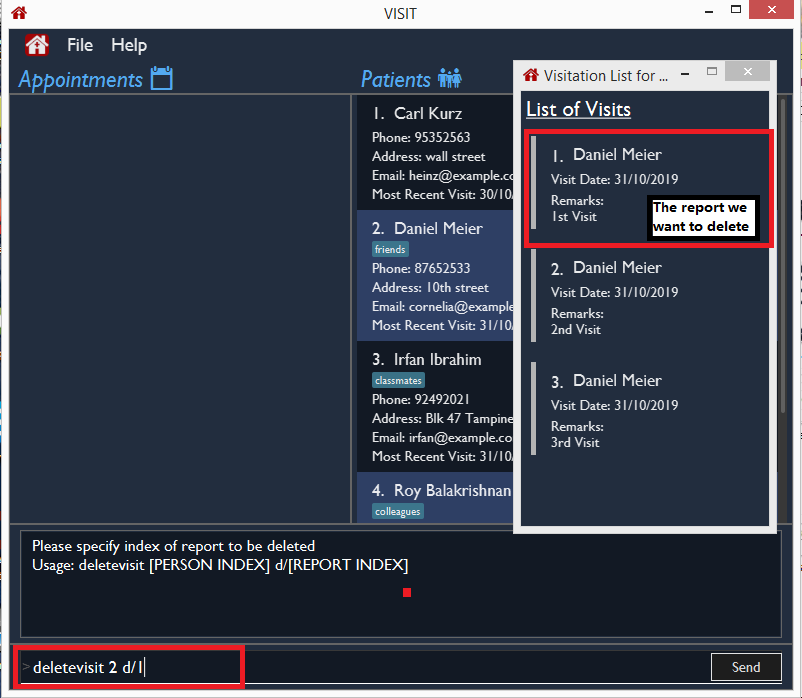 VISIT
File Help
Appointments
Patients
1. Carl Kurz
Phone: 95352563
Address: wall street
Email: heinz@example.co
Most Recent Visit: 30/10/
2. Daniel Meier
friends
Phone: 87652533
Address: 10th street
Email: cornelia@example
Most Recent Visit: 31/10/
3. Irfan Ibrahim
classmates
Phone: 92492021
Address: Blk 47 Tampine
Email: irfan@example.co
Most Recent Visit: 31/10/
4. Roy Balakrishnan
colleagues
Visitation List for ...
List of Visits
1. Daniel Meier
Visit Date: 31/10/2019
Remarks:
1st Visit
The report we
want to delete
2. Daniel Meier
Visit Date: 31/10/2019
Remarks:
2nd Visit
3. Daniel Meier
Visit Date: 31/10/2019
Remarks:
3rd Visit
Please specify index of report to be deleted
Usage: deletevisit [PERSON INDEX] d/[REPORT INDEX]
>deletevisit 2 d/1
Send